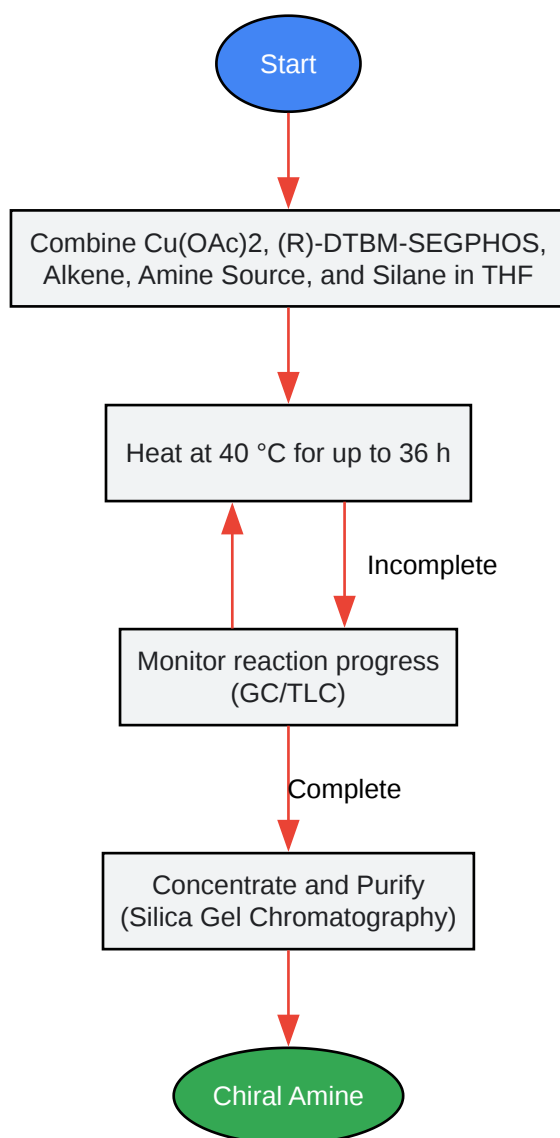 Start
Combine Cu(OAc)2, (R)-DTBM-SEGPHOS,
Alkene, Amine Source, and Silane in THF
Heat at 40 °C for up to 36 h
Incomplete
Monitor reaction progress
(GC/TLC)
Complete
Concentrate and Purify
(Silica Gel Chromatography)
Chiral Amine